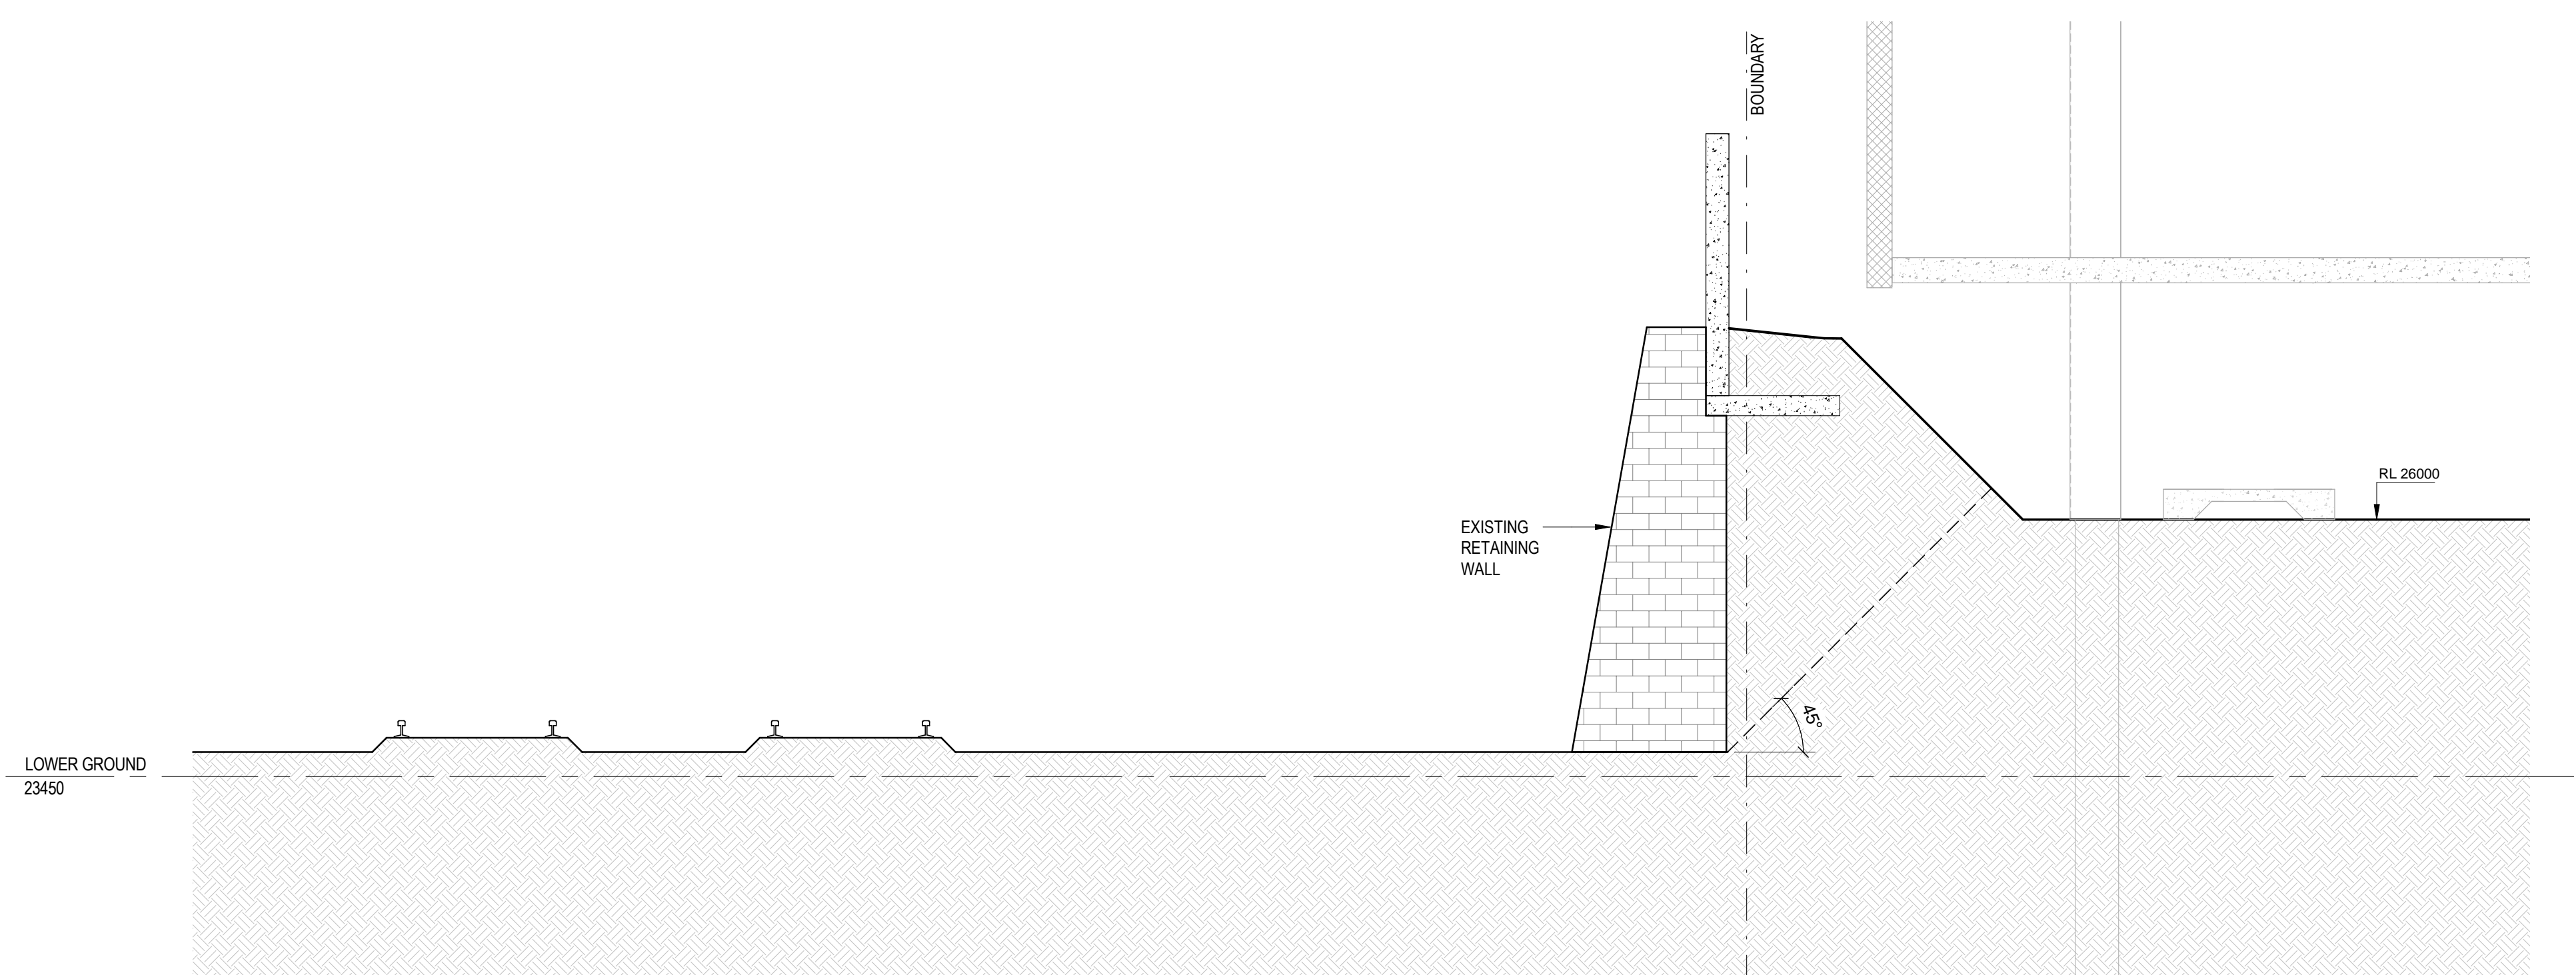 BOUNDARY
RL 26000
EXISTING
RETAINING
WALL
45°
LOWER GROUND
23450